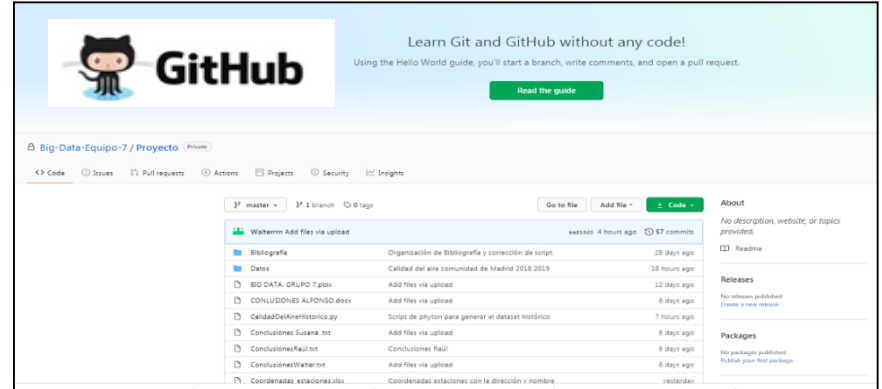 GitHub
Learn Git and GitHub without any code!
Using the Hello World guide, you'll start a branch, write comments, and open a pull request.
Read the guide
Big-Data-Equipo-7 / Proyecto Private
<> Code Issues Pull requests Actions Projects Security Insights
master 1 branch 0 tags Go to file Add file Code
Walterrrn Add files via upload 4 hours ago 57 commits
Bibliografía Organización de Bibliografía y corrección de script 28 days ago
Datos Calidad del aire comunidad de Madrid 2018 2019 18 hours ago
BIG DATA. GRUPO 7.pbix Add files via upload 12 days ago
CONLUSIONES ALFONSO.docx Add files via upload 6 days ago
CalidadDelAireHistorico.py Script de phyton para generar el dataset histórico 7 hours ago
Conclusiones Susana .txt Add files via upload 6 days ago
ConclusionesRaúl.txt Conclusiones Raúl 6 days ago
ConclusionesWalter.txt Add files via upload 6 days ago
Coordenadas estaciones.xlsx Coordenadas estaciones con la dirección y nombre yesterday
About
No description, website, or topics
provided.
Readme
Releases
No releases published
Create a new release
Packages
No packages published
Publish your first package